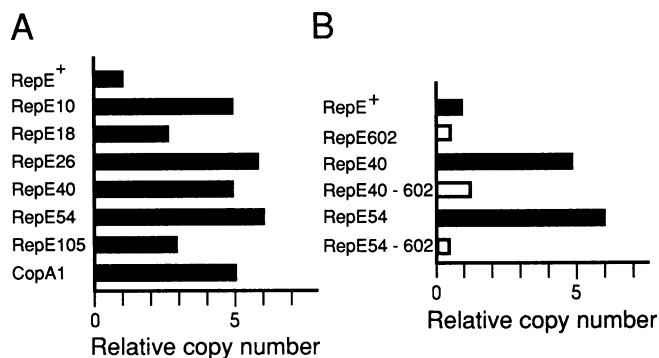 A
RepE+
RepE10
RepE18
RepE26
RepE40
RepE54
RepE105
CopA1
0 5
Relative copy number
B
RepE+
RepE602
RepE40
RepE40 - 602
RepE54
RepE54 - 602
0 5
Relative copy number